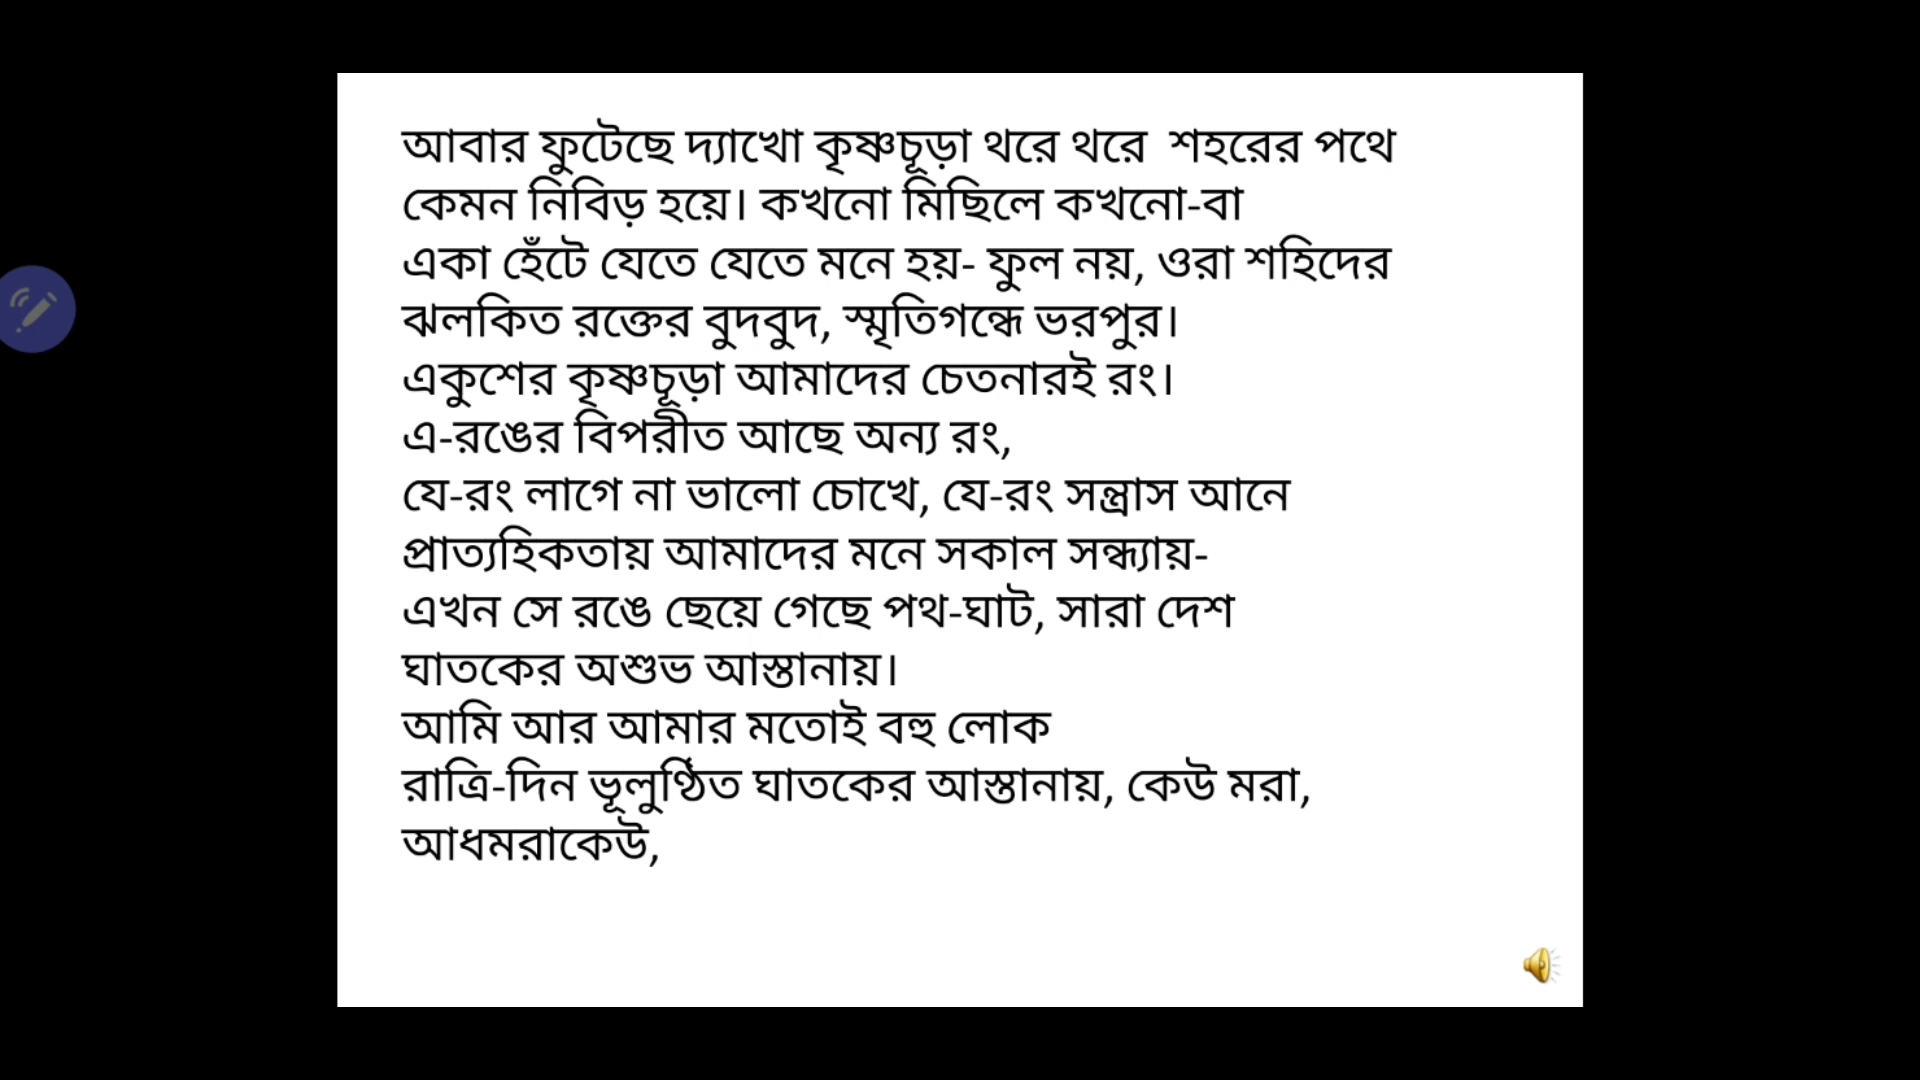 আবার ফুটেছে দ্যাখো কৃষ্ণচূড়া থরে থরে শহরের পথে
কেমন নিবিড় হয়ে। কখনো মিছিলে কখনো-বা
একা হেঁটে যেতে যেতে মনে হয়- ফুল নয়, ওরা শহিদের
ঝলকিত রক্তের বুদবুদ, স্মৃতিগন্ধে ভরপুর।
একুশের কৃষ্ণচূড়া আমাদের চেতনারই রং।
এ-রঙের বিপরীত আছে অন্য রং,
যে-রং লাগে না ভালো চোখে, যে-রং সন্ত্রাস আনে
প্রাত্যহিকতায় আমাদের মনে সকাল সন্ধ্যায়-
এখন সে রঙে ছেয়ে গেছে পথ-ঘাট, সারা দেশ
ঘাতকের অশুভ আস্তানায়।
আমি আর আমার মতোই বহু লোক
রাত্রি-দিন ভূলুণ্ঠিত ঘাতকের আস্তানায়, কেউ মরা,
আধমরাকেউ,